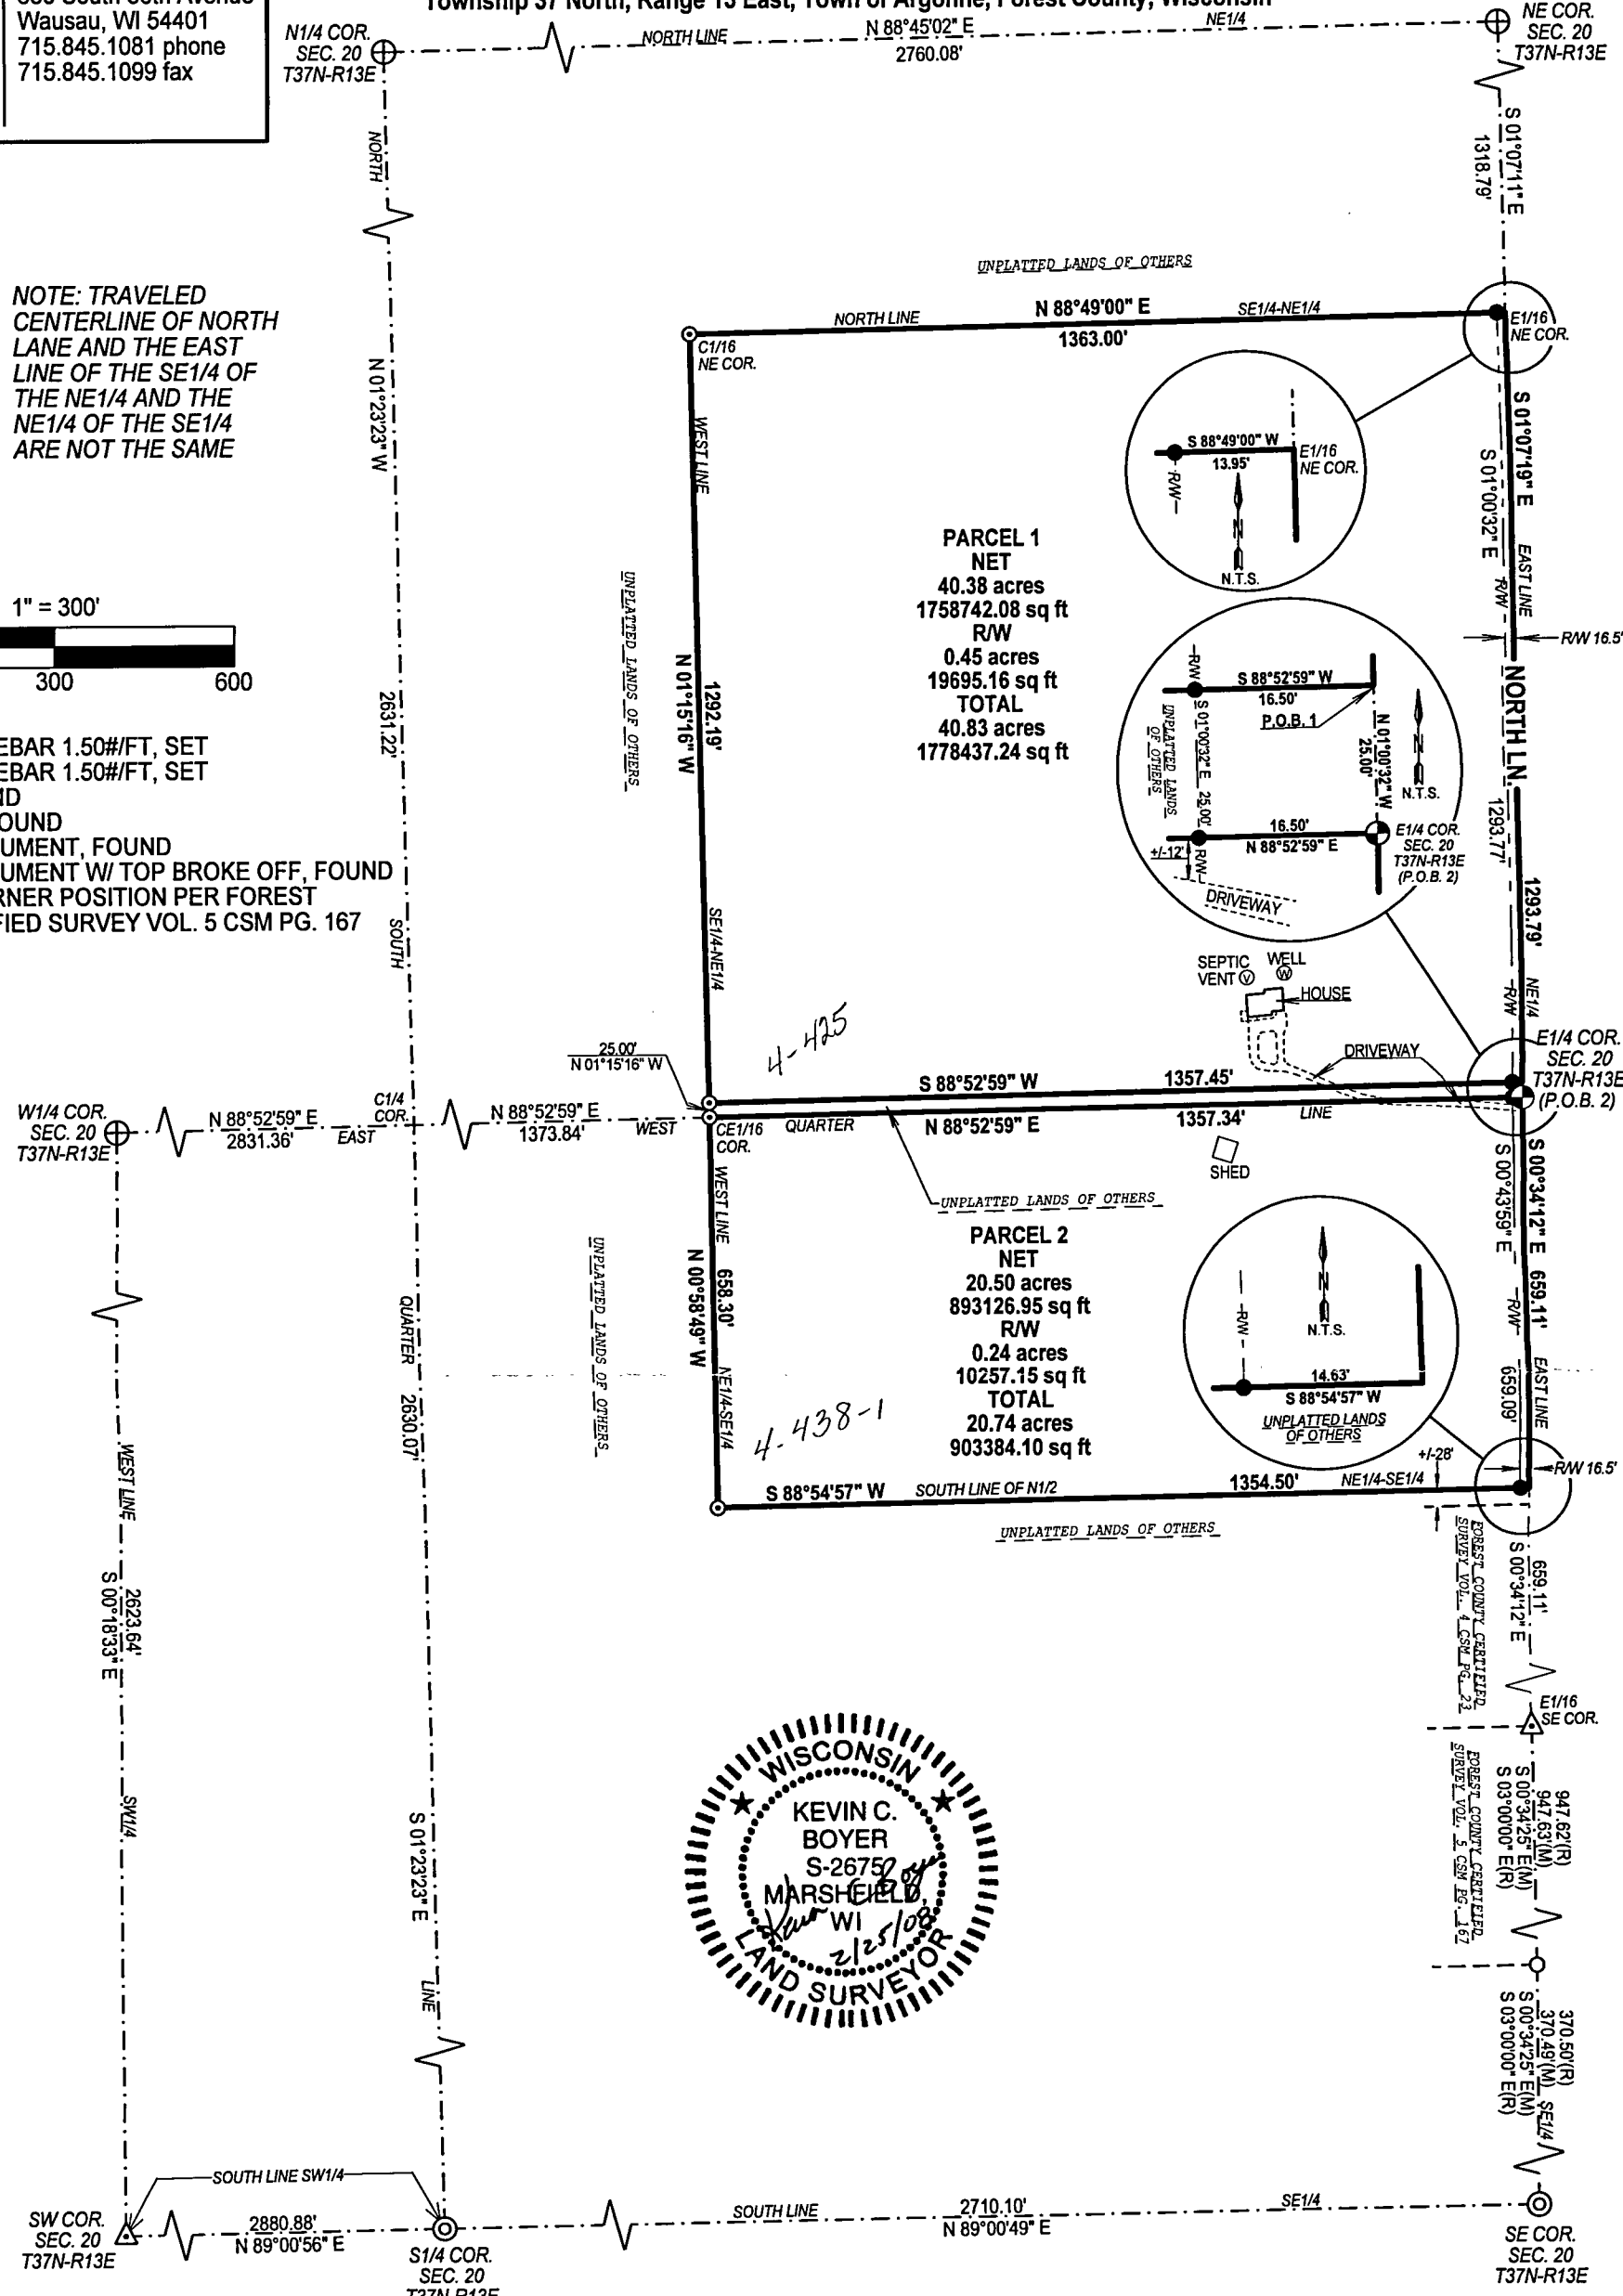 Wausau, WI 54401
715.845.1081 phone
715.845.1099 fax
Township 37 North, Range 13 East, Town of Argonne, Forest County, Wisconsin
N1/4 COR.
SEC. 20
T37N-R13E
NORTH LINE
N 88°45'02" E
2760.08'
NE1/4
NE COR.
SEC. 20
T37N-R13E
NORTH
N 01°23'23" W
2631.22'
SOUTH
S 01°07'11" E
1318.79'
NOTE: TRAVELED
CENTERLINE OF NORTH
LANE AND THE EAST
LINE OF THE SE1/4 OF
THE NE1/4 AND THE
NE1/4 OF THE SE1/4
ARE NOT THE SAME
1" = 300'
300
600
EBAR 1.50#/FT, SET
EBAR 1.50#/FT, SET
ND
OUND
UMENT, FOUND
UMENT W/ TOP BROKE OFF, FOUND
RNER POSITION PER FOREST
FIED SURVEY VOL. 5 CSM PG. 167
UNPLATTED LANDS OF OTHERS
NORTH LINE
N 88°49'00" E
1363.00'
SE1/4-NE1/4
C1/16
NE COR.
E1/16
NE COR.
S 88°49'00" W
13.95'
E1/16
NE COR.
R/W
N
N.T.S.
WEST LINE
N 01°15'16" W
1292.19'
SE1/4-NE1/4
UNPLATTED LANDS OF OTHERS
PARCEL 1
NET
40.38 acres
1758742.08 sq ft
R/W
0.45 acres
19695.16 sq ft
TOTAL
40.83 acres
1778437.24 sq ft
S 01°07'19" E
S 01°00'32" E
EAST LINE
R/W
R/W 16.5'
NORTH LN.
1293.77'
1293.79'
NE1/4
R/W
R/W
S 88°52'59" W
16.50'
P.O.B. 1
UNPLATTED LANDS
OF OTHERS
S 01°00'32" E 25.00'
N 01°00'32" W
25.00'
N
N.T.S.
16.50'
N 88°52'59" E
E1/4 COR.
SEC. 20
T37N-R13E
(P.O.B. 2)
+/-12'
R/W
DRIVEWAY
SEPTIC
VENT
V
WELL
W
HOUSE
DRIVEWAY
E1/4 COR.
SEC. 20
T37N-R13E
(P.O.B. 2)
4-425
25.00'
N 01°15'16" W
S 88°52'59" W
1357.45'
W1/4 COR.
SEC. 20
T37N-R13E
N 88°52'59" E
2831.36'
EAST
C1/4
COR.
N 88°52'59" E
1373.84'
WEST
CE1/16
COR.
QUARTER
N 88°52'59" E
1357.34'
LINE
SHED
UNPLATTED LANDS OF OTHERS
WEST LINE
N 00°58'49" W
658.30'
NE1/4-SE1/4
UNPLATTED LANDS OF OTHERS
PARCEL 2
NET
20.50 acres
893126.95 sq ft
R/W
0.24 acres
10257.15 sq ft
TOTAL
20.74 acres
903384.10 sq ft
4-438-1
R/W
N
N.T.S.
14.63'
S 88°54'57" W
UNPLATTED LANDS
OF OTHERS
S 00°34'12" E 659.11'
S 00°43'59" E
R/W
659.09'
EAST LINE
+/-28'
R/W 16.5'
S 88°54'57" W
SOUTH LINE OF N1/2
1354.50'
NE1/4-SE1/4
UNPLATTED LANDS OF OTHERS
QUARTER
2630.07'
S 01°23'23" E
LINE
WEST LINE
2623.64'
S 00°18'33" E
SW1/4
FOREST COUNTY CERTIFIED
SURVEY VOL. 4 CSM PG. 23
659.11'
S 00°34'12" E
E1/16
SE COR.
FOREST COUNTY CERTIFIED
SURVEY VOL. 5 CSM PG. 167
947.62'(R)
947.63'(M)
S 00°34'25" E(M)
S 03°00'00" E(R)
370.50'(R)
370.49'(M)
S 00°34'25" E(M)
S 03°00'00" E(R)
SE1/4
WISCONSIN
KEVIN C.
BOYER
S-2675
MARSHFIELD,
WI
Kevin C Boyer
2/25/08
LAND SURVEYOR
SOUTH LINE SW1/4
SW COR.
SEC. 20
T37N-R13E
2880.88'
N 89°00'56" E
S1/4 COR.
SEC. 20
T37N-R13E
SOUTH LINE
2710.10'
N 89°00'49" E
SE1/4
SE COR.
SEC. 20
T37N-R13E